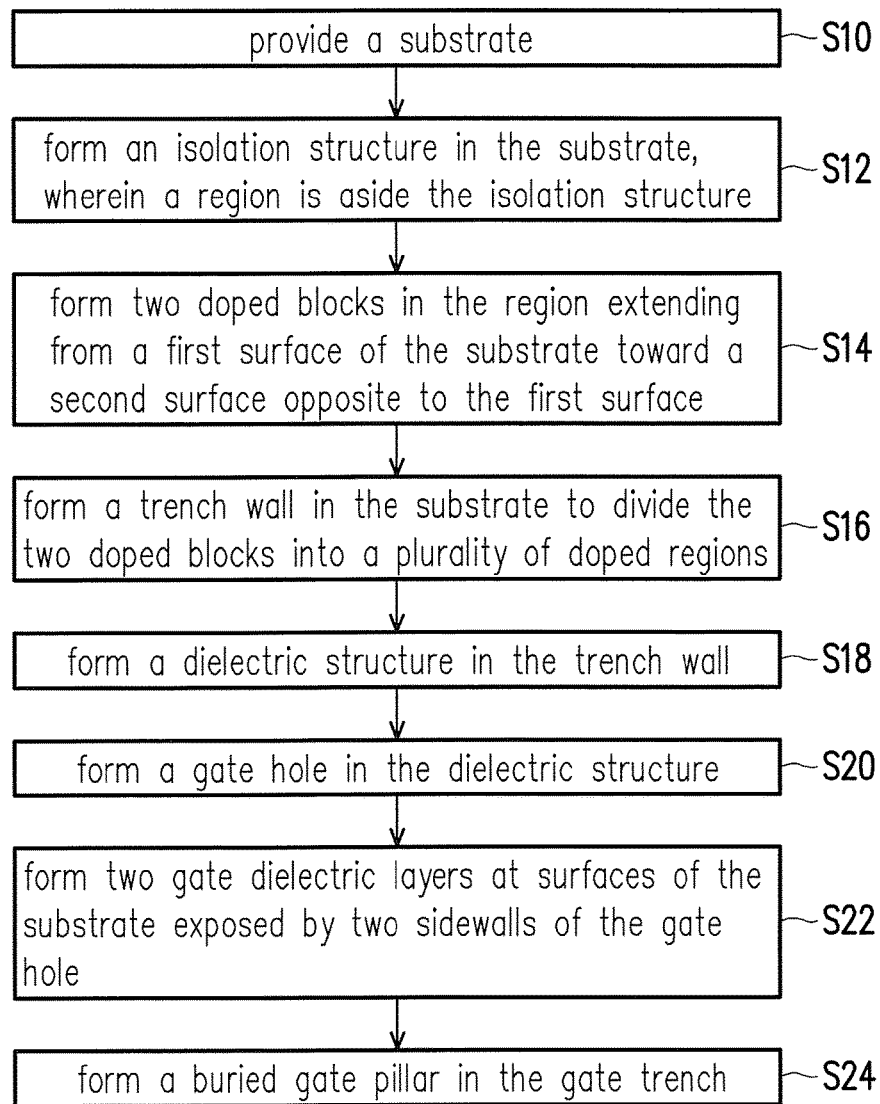 provide a substrate
S10
form an isolation structure in the substrate,
wherein a region is aside the isolation structure
S12
form two doped blocks in the region extending
from a first surface of the substrate toward a
second surface opposite to the first surface
S14
form a trench wall in the substrate to divide the
two doped blocks into a plurality of doped regions
S16
form a dielectric structure in the trench wall
S18
form a gate hole in the dielectric structure
S20
form two gate dielectric layers at surfaces of the
substrate exposed by two sidewalls of the gate
hole
S22
form a buried gate pillar in the gate trench
S24